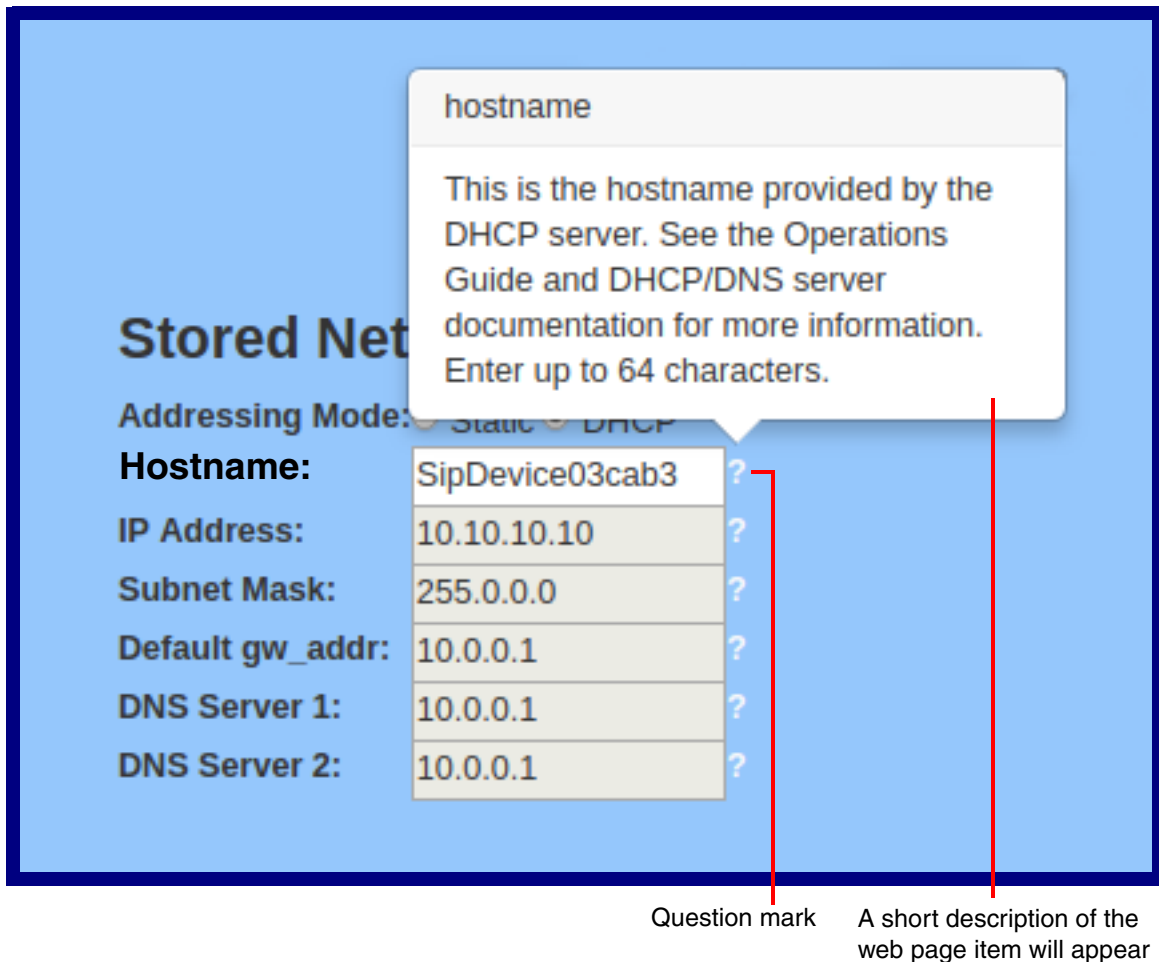 hostname
This is the hostname provided by the
DHCP server. See the Operations
Guide and DHCP/DNS server
documentation for more information.
Enter up to 64 characters.
Stored Net
Addressing Mode: Static DHCP
Hostname: SipDevice03cab3 ?
IP Address: 10.10.10.10 ?
Subnet Mask: 255.0.0.0 ?
Default gw_addr: 10.0.0.1 ?
DNS Server 1: 10.0.0.1 ?
DNS Server 2: 10.0.0.1 ?
Question mark
A short description of the
web page item will appear